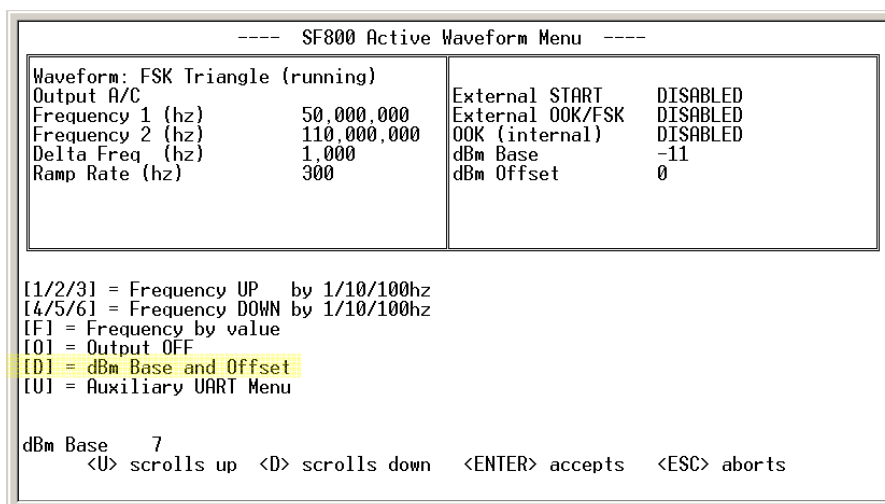 ---- SF800 Active Waveform Menu ----
Waveform: FSK Triangle (running)
Output A/C
Frequency 1 (hz) 50,000,000
Frequency 2 (hz) 110,000,000
Delta Freq (hz) 1,000
Ramp Rate (hz) 300
External START DISABLED
External OOK/FSK DISABLED
OOK (internal) DISABLED
dBm Base -11
dBm Offset 0
[1/2/3] = Frequency UP by 1/10/100hz
[4/5/6] = Frequency DOWN by 1/10/100hz
[F] = Frequency by value
[O] = Output OFF
[D] = dBm Base and Offset
[U] = Auxiliary UART Menu
dBm Base 7
<U> scrolls up <D> scrolls down <ENTER> accepts <ESC> aborts